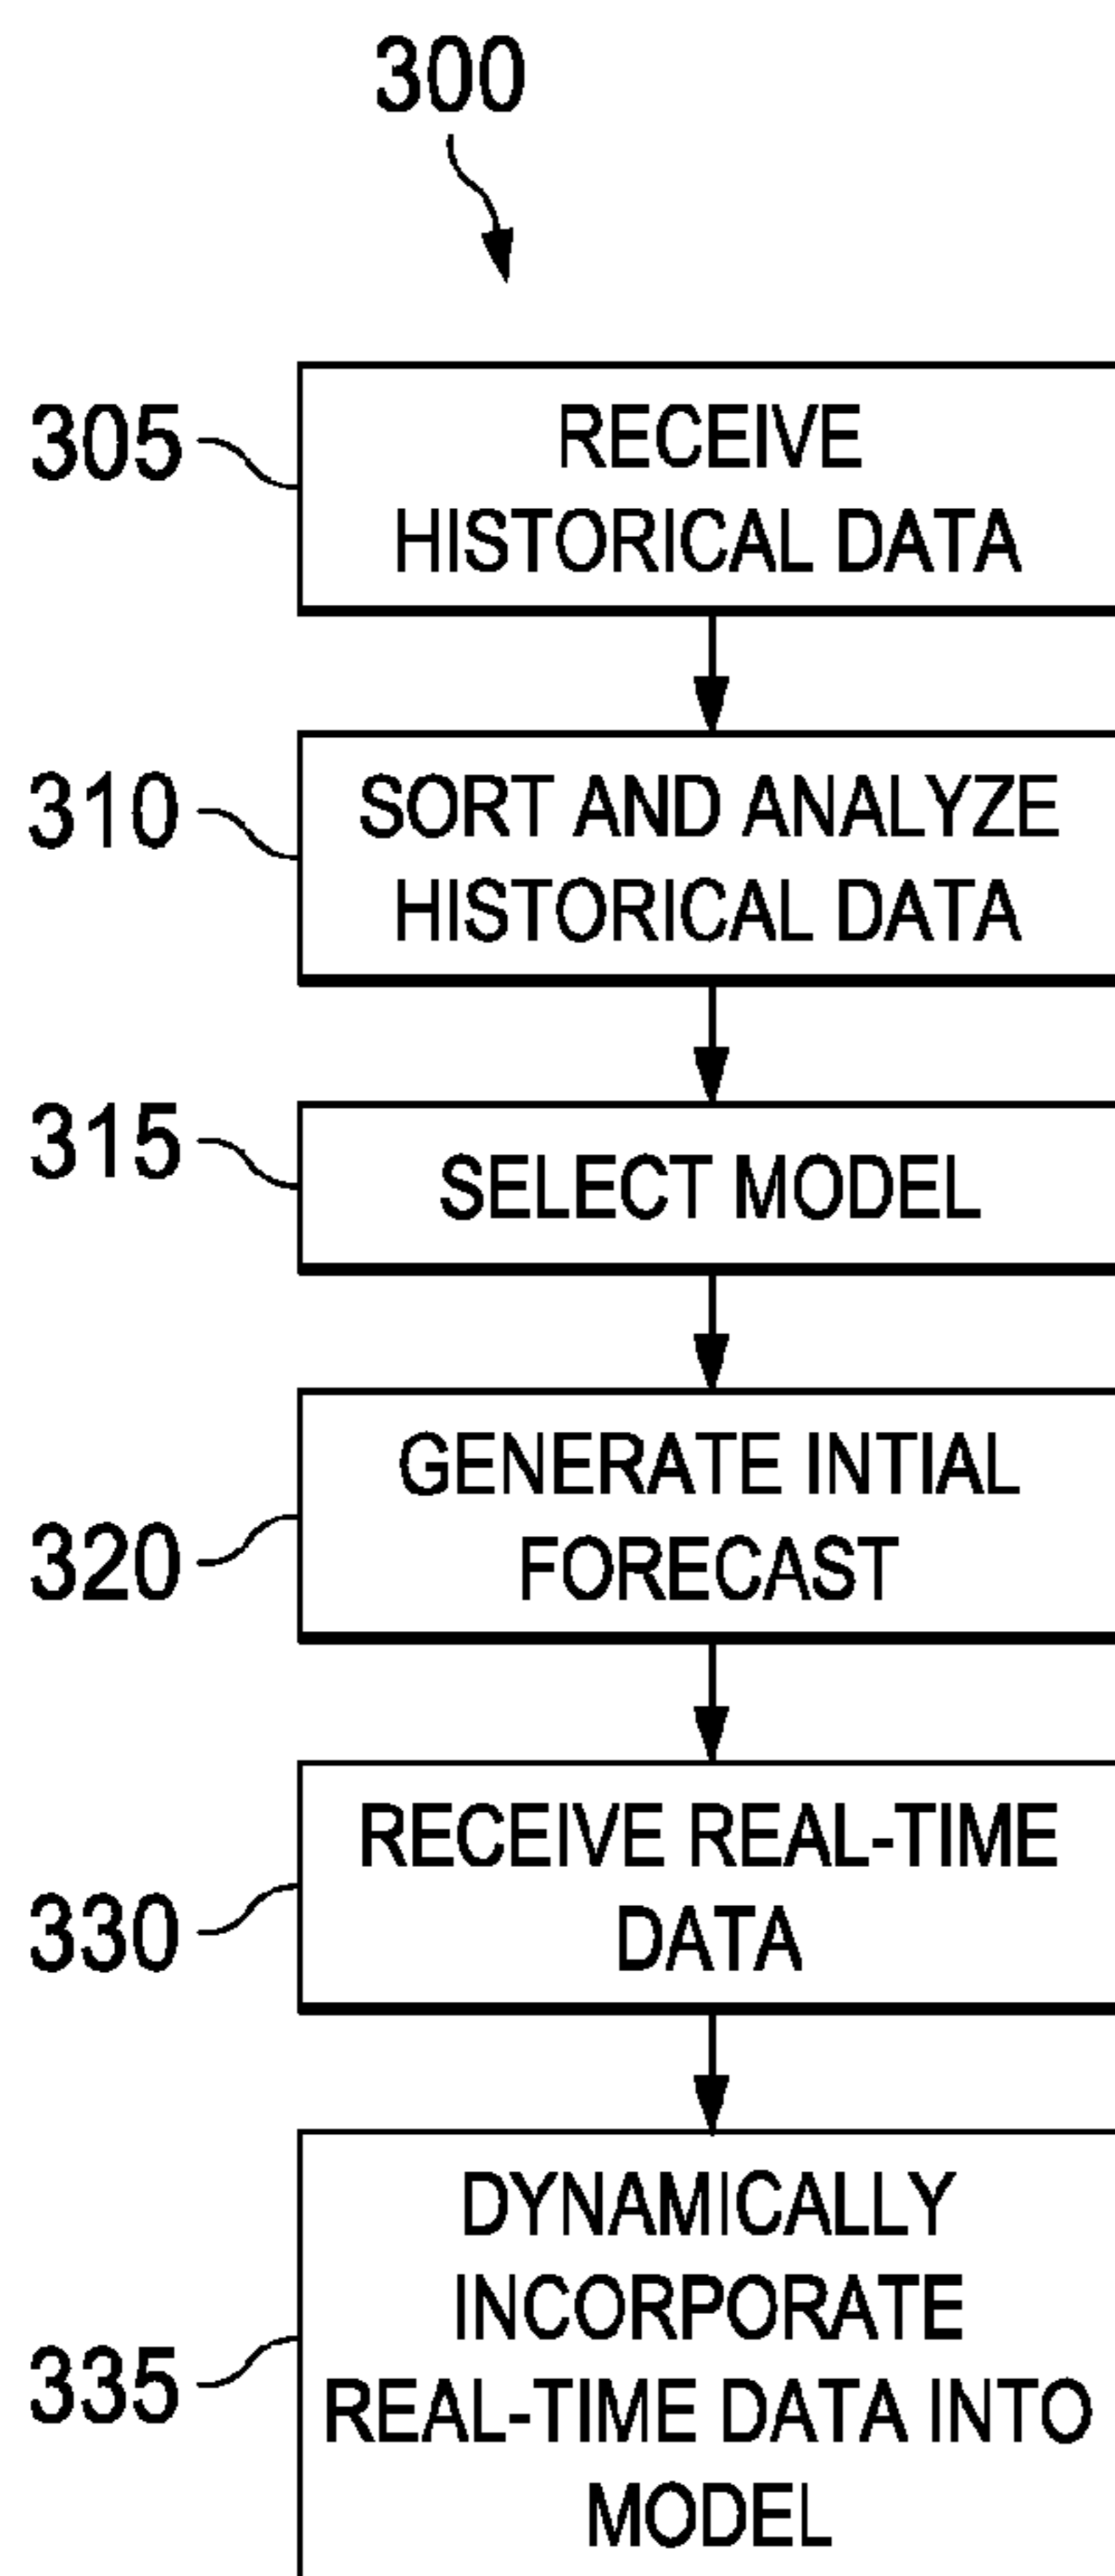 300
305
RECEIVE
HISTORICAL DATA
310
SORT AND ANALYZE
HISTORICAL DATA
315
SELECT MODEL
320
GENERATE INTIAL
FORECAST
330
RECEIVE REAL-TIME
DATA
335
DYNAMICALLY
INCORPORATE
REAL-TIME DATA INTO
MODEL